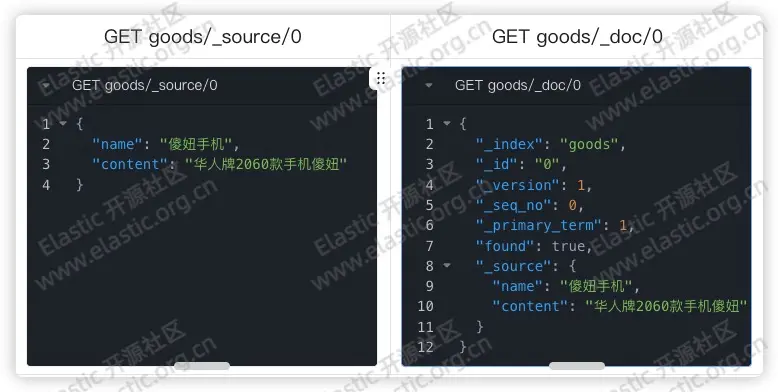 GET goods/_source/0
GET goods/_doc/0
GET goods/_source/0
1 {
2 "name": "傻妞手机",
3 "content": "华人牌2060款手机傻妞"
4 }
GET goods/_doc/0
1 {
2 "_index": "goods",
3 "_id": "0",
4 "_version": 1,
5 "_seq_no": 0,
6 "_primary_term": 1,
7 "found": true,
8 "_source": {
9 "name": "傻妞手机",
10 "content": "华人牌2060款手机傻妞"
11 }
12 }
Elastic 开源社区
www.elastic.org.cn